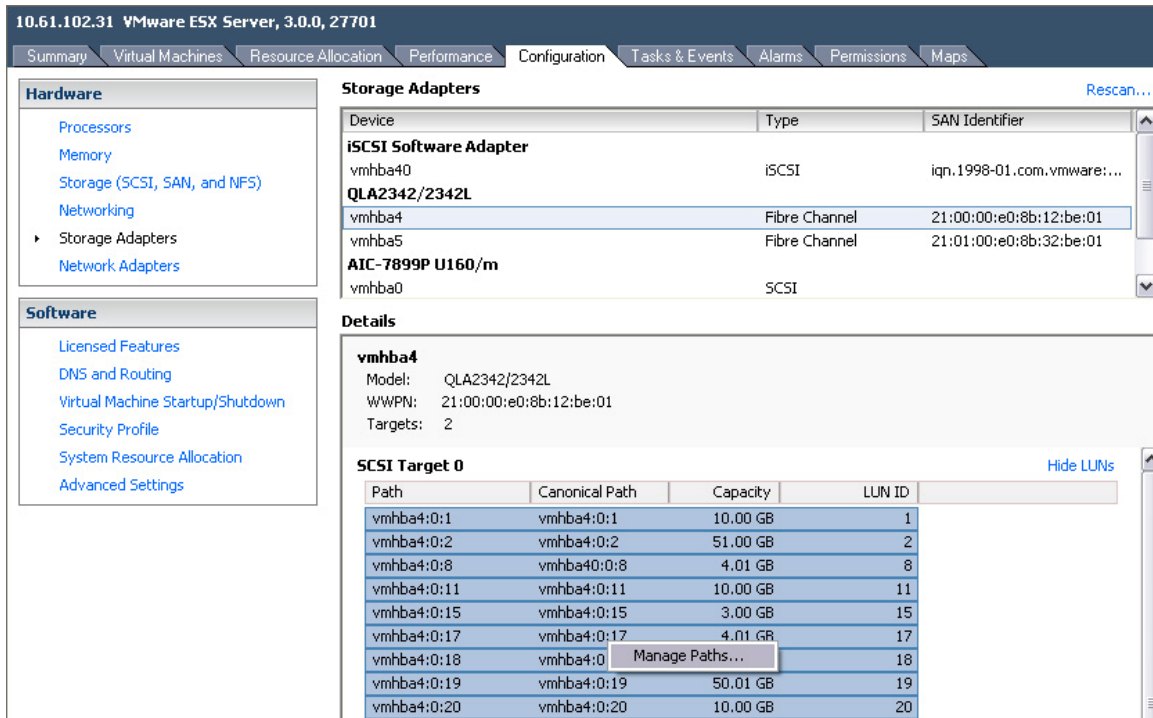 10.61.102.31 VMware ESX Server, 3.0.0, 27701
Summary Virtual Machines Resource Allocation Performance Configuration Tasks & Events Alarms Permissions Maps
Hardware
Processors
Memory
Storage (SCSI, SAN, and NFS)
Networking
Storage Adapters
Network Adapters
Software
Licensed Features
DNS and Routing
Virtual Machine Startup/Shutdown
Security Profile
System Resource Allocation
Advanced Settings
Storage Adapters Rescan...
Device Type SAN Identifier
iSCSI Software Adapter
vmhba40 iSCSI iqn.1998-01.com.vmware:...
QLA2342/2342L
vmhba4 Fibre Channel 21:00:00:e0:8b:12:be:01
vmhba5 Fibre Channel 21:01:00:e0:8b:32:be:01
AIC-7899P U160/m
vmhba0 SCSI
Details
vmhba4
Model: QLA2342/2342L
WWPN: 21:00:00:e0:8b:12:be:01
Targets: 2
SCSI Target 0 Hide LUNs
Path Canonical Path Capacity LUN ID
vmhba4:0:1 vmhba4:0:1 10.00 GB 1
vmhba4:0:2 vmhba4:0:2 51.00 GB 2
vmhba4:0:8 vmhba40:0:8 4.01 GB 8
vmhba4:0:11 vmhba4:0:11 10.00 GB 11
vmhba4:0:15 vmhba4:0:15 3.00 GB 15
vmhba4:0:17 vmhba4:0:17 4.01 GB 17
vmhba4:0:18 vmhba4:0 Manage Paths... 18
vmhba4:0:19 vmhba4:0:19 50.01 GB 19
vmhba4:0:20 vmhba4:0:20 10.00 GB 20